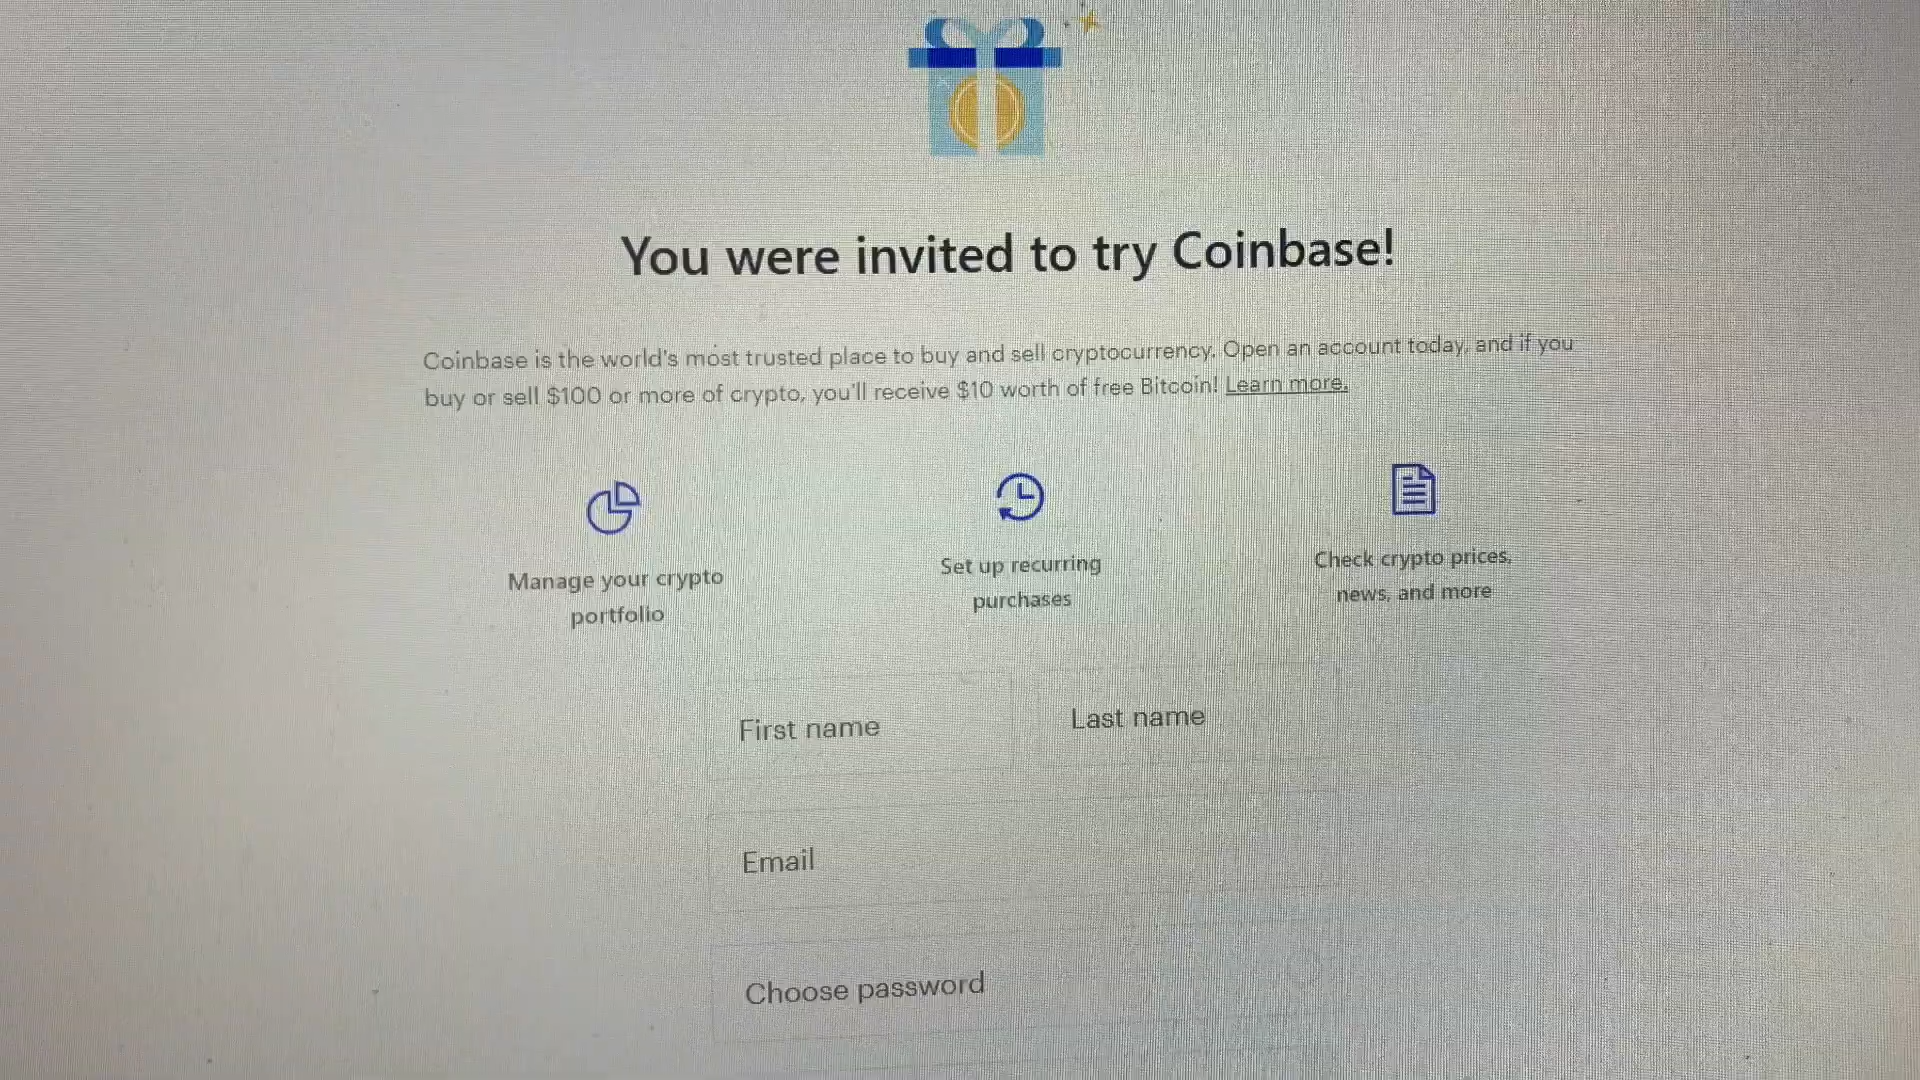 You were invited to try Coinbase!
Coinbase is the world's most trusted place to buy and sell cryptocurrency. Open an account today, and if you
buy or sell $100 or more of crypto, you'll receive $10 worth of free Bitcoin! Learn more.
Manage your crypto
portfolio
Set up recurring
purchases
Check crypto prices,
news, and more
First name
Last name
Email
Choose password